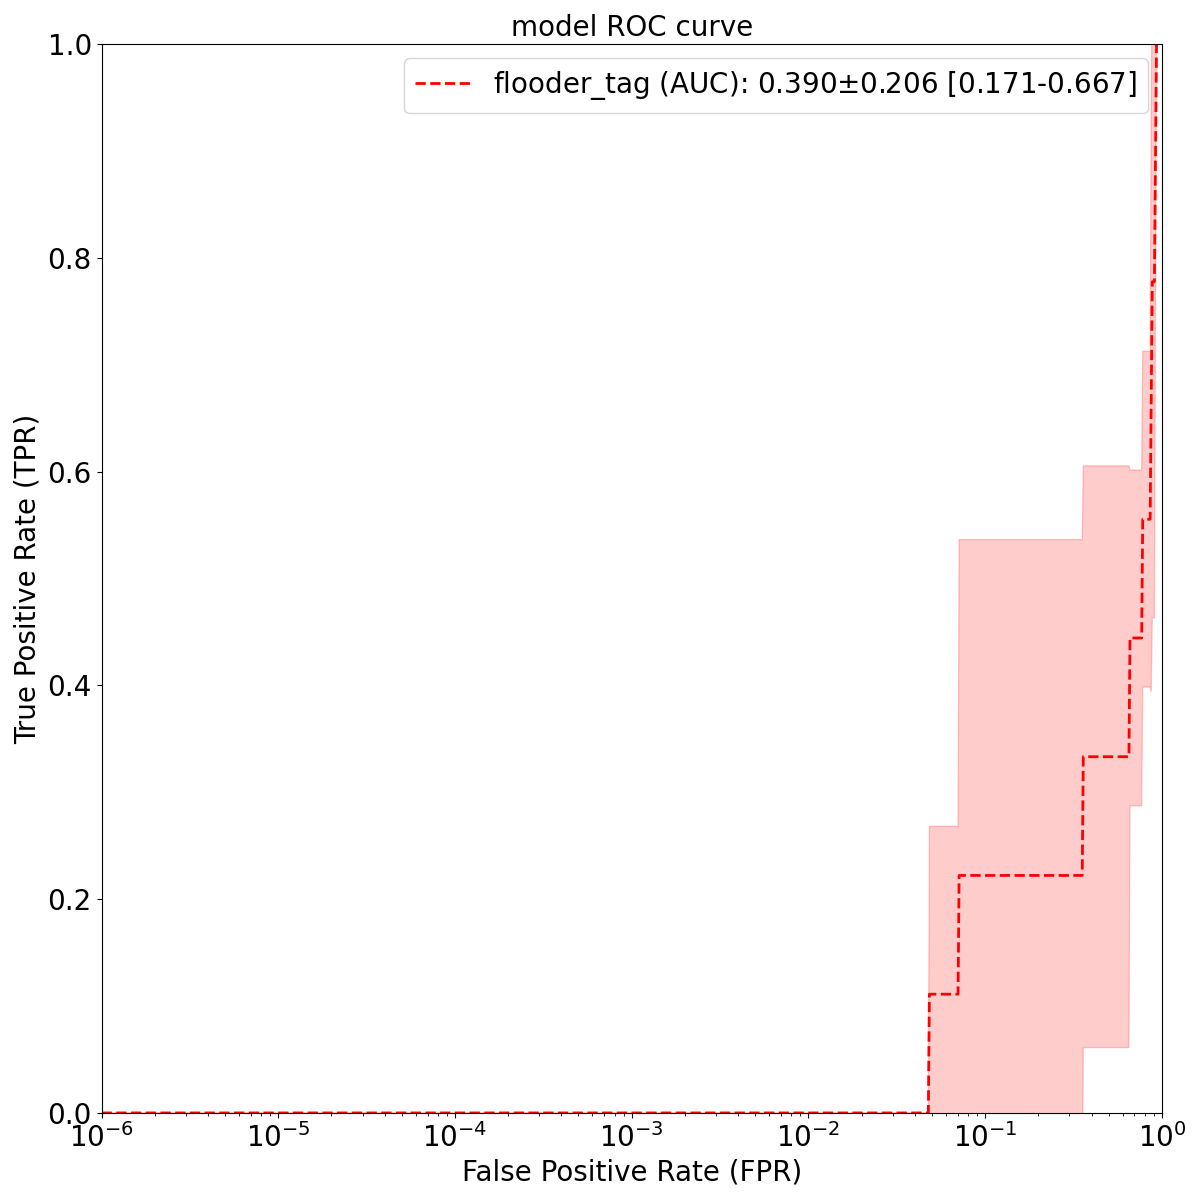 model ROC curve
flooder_tag (AUC): 0.390±0.206 [0.171-0.667]
1.0
0.8
0.6
0.4
0.2
0.0
True Positive Rate (TPR)
10⁻⁶ 10⁻⁵ 10⁻⁴ 10⁻³ 10⁻² 10⁻¹ 10⁰
False Positive Rate (FPR)